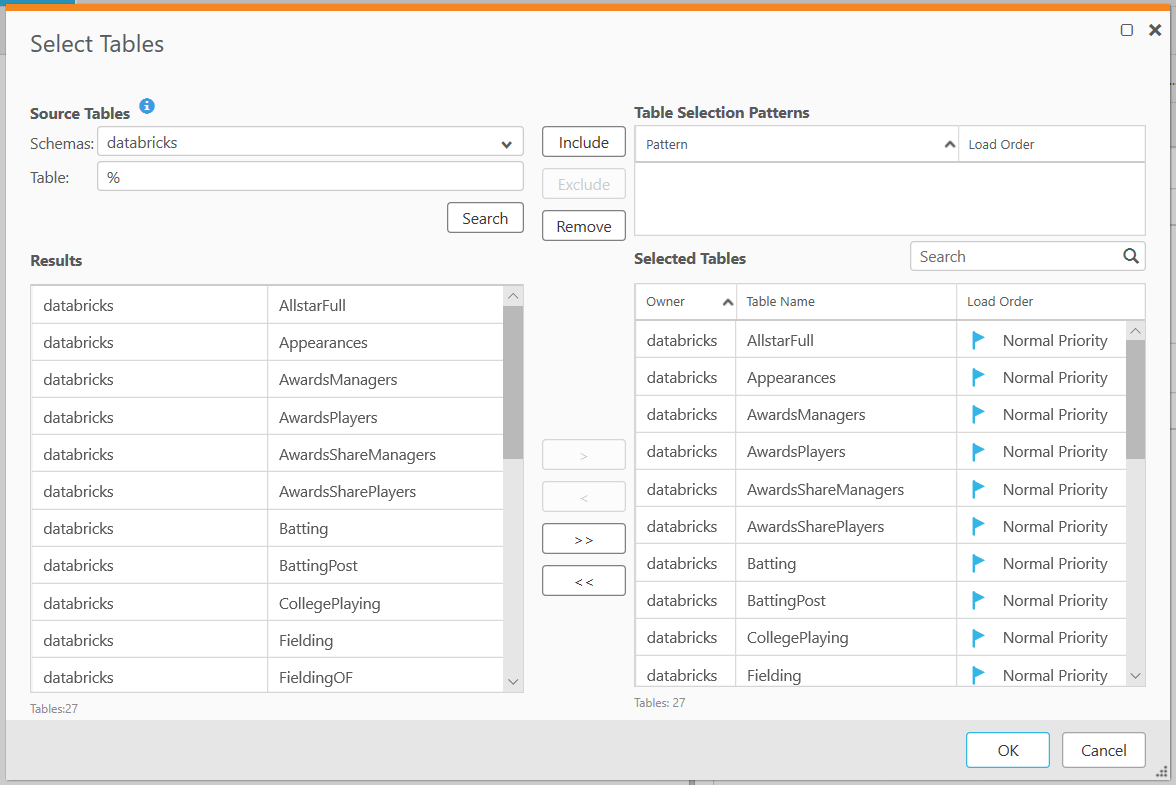 Select Tables
Source Tables
Schemas: databricks
Table: %
Search
Results
databricks AllstarFull
databricks Appearances
databricks AwardsManagers
databricks AwardsPlayers
databricks AwardsShareManagers
databricks AwardsSharePlayers
databricks Batting
databricks BattingPost
databricks CollegePlaying
databricks Fielding
databricks FieldingOF
Tables:27
Include
Exclude
Remove
>
<
>>
<<
Table Selection Patterns
Pattern Load Order
Selected Tables Search
Owner Table Name Load Order
databricks AllstarFull Normal Priority
databricks Appearances Normal Priority
databricks AwardsManagers Normal Priority
databricks AwardsPlayers Normal Priority
databricks AwardsShareManagers Normal Priority
databricks AwardsSharePlayers Normal Priority
databricks Batting Normal Priority
databricks BattingPost Normal Priority
databricks CollegePlaying Normal Priority
databricks Fielding Normal Priority
Tables: 27
OK Cancel